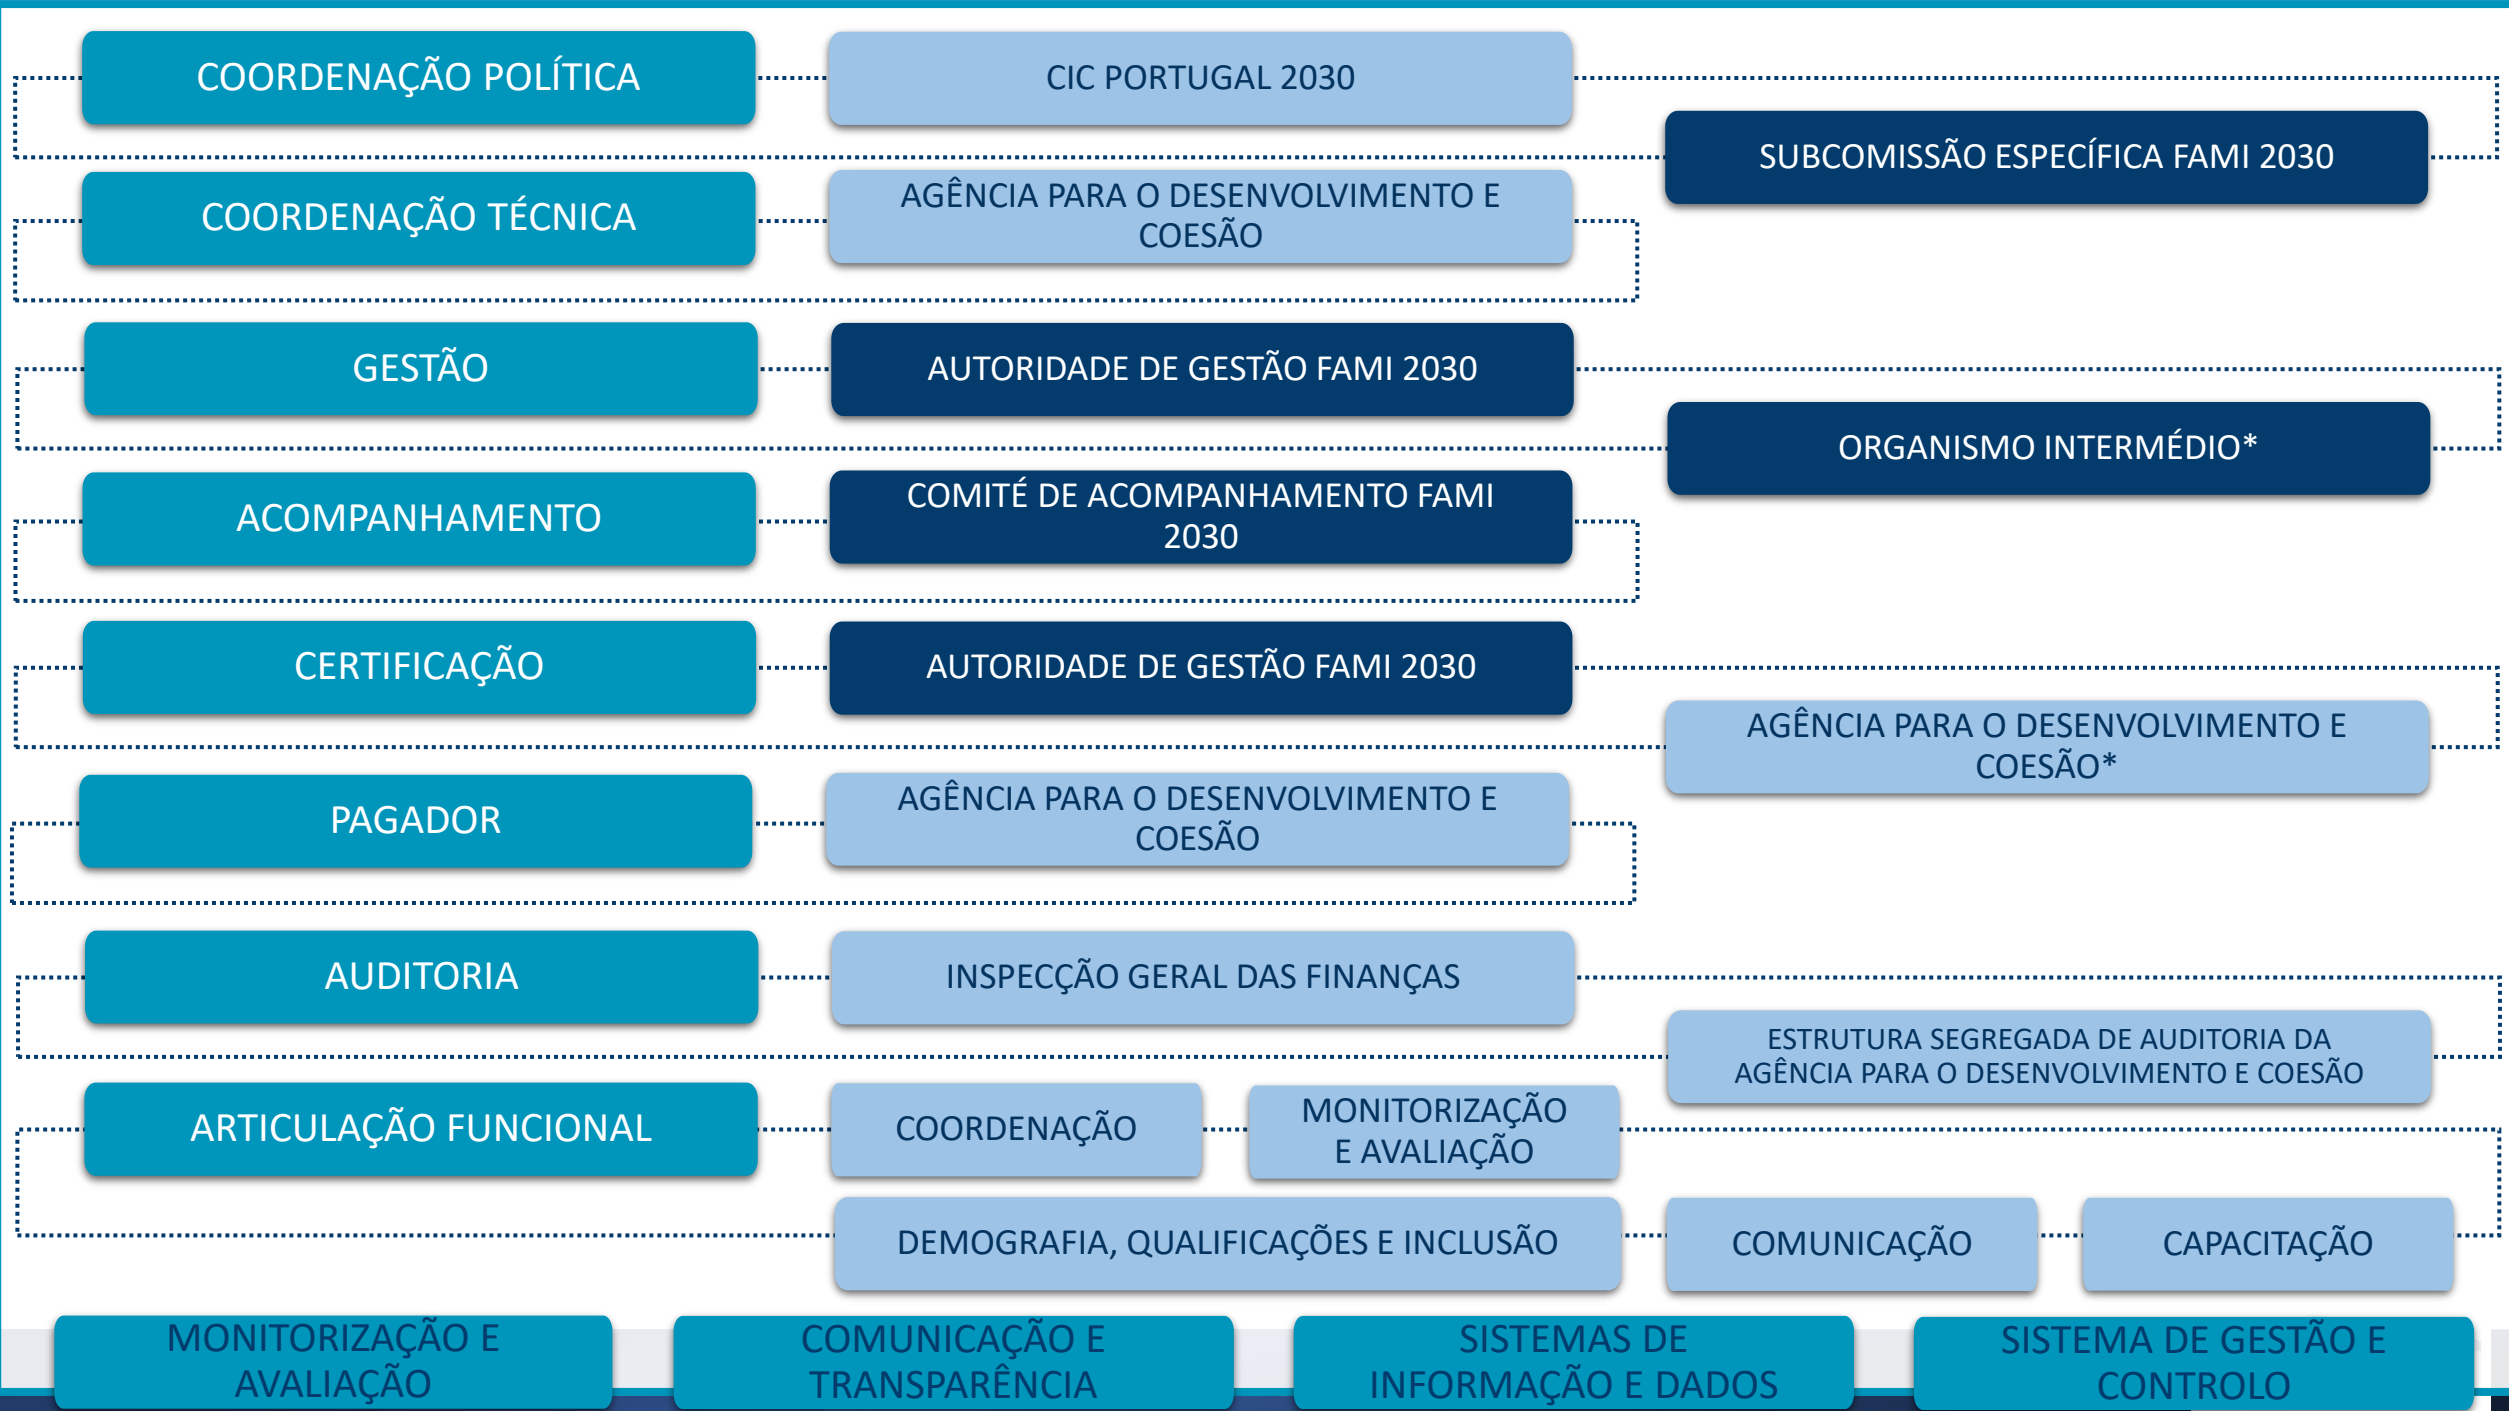 COORDENAÇÃO POLÍTICA
CIC PORTUGAL 2030
SUBCOMISSÃO ESPECÍFICA FAMI 2030
COORDENAÇÃO TÉCNICA
AGÊNCIA PARA O DESENVOLVIMENTO E
COESÃO
GESTÃO
AUTORIDADE DE GESTÃO FAMI 2030
ORGANISMO INTERMÉDIO*
ACOMPANHAMENTO
COMITÉ DE ACOMPANHAMENTO FAMI
2030
CERTIFICAÇÃO
AUTORIDADE DE GESTÃO FAMI 2030
AGÊNCIA PARA O DESENVOLVIMENTO E
COESÃO*
PAGADOR
AGÊNCIA PARA O DESENVOLVIMENTO E
COESÃO
AUDITORIA
INSPECÇÃO GERAL DAS FINANÇAS
ESTRUTURA SEGREGADA DE AUDITORIA DA
AGÊNCIA PARA O DESENVOLVIMENTO E COESÃO
ARTICULAÇÃO FUNCIONAL
COORDENAÇÃO
MONITORIZAÇÃO
E AVALIAÇÃO
DEMOGRAFIA, QUALIFICAÇÕES E INCLUSÃO
COMUNICAÇÃO
CAPACITAÇÃO
MONITORIZAÇÃO E
AVALIAÇÃO
COMUNICAÇÃO E
TRANSPARÊNCIA
SISTEMAS DE
INFORMAÇÃO E DADOS
SISTEMA DE GESTÃO E
CONTROLO